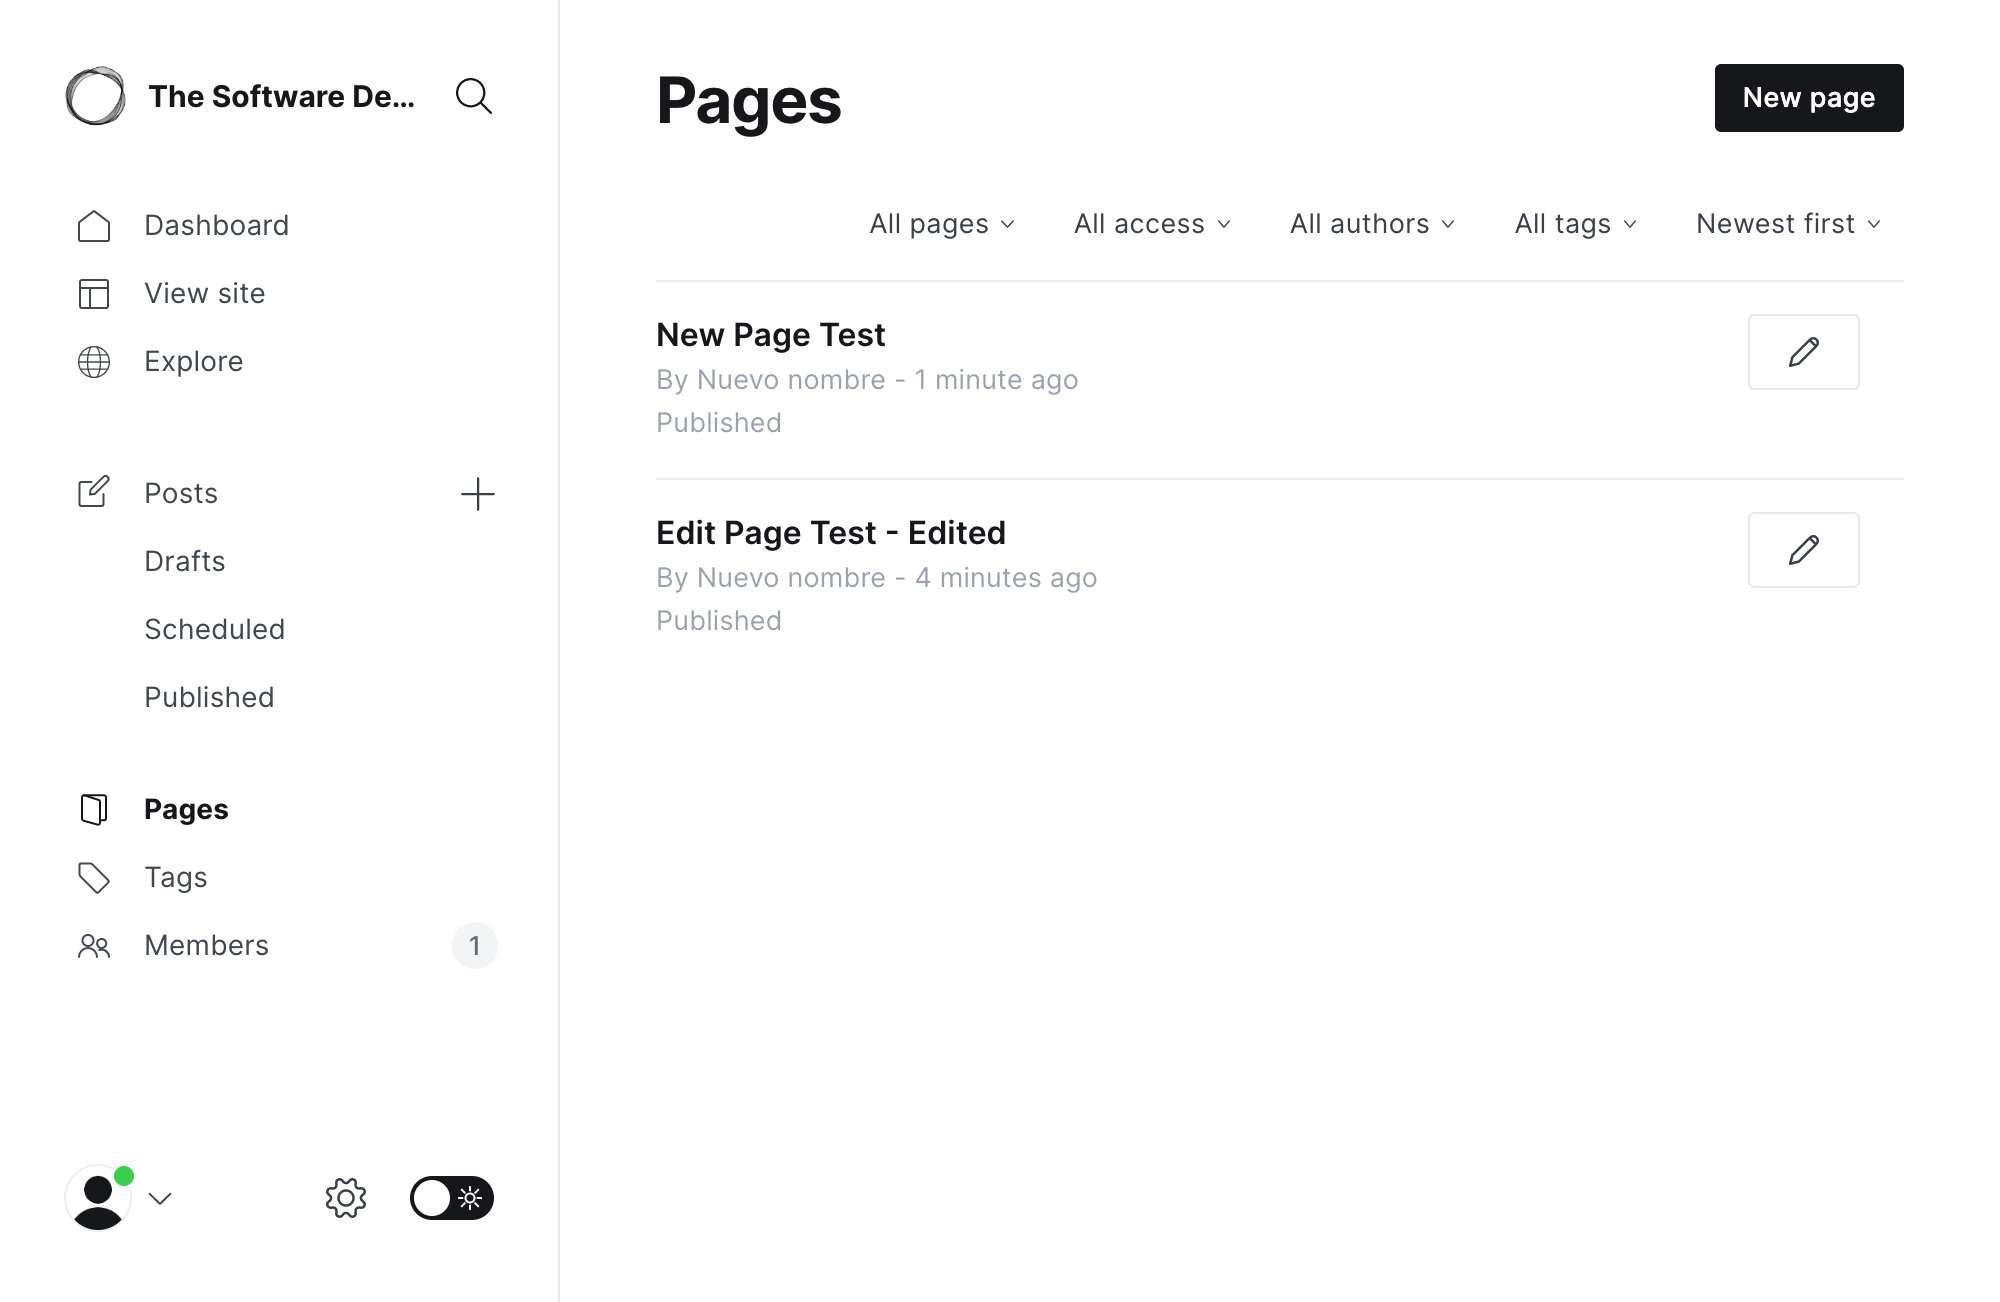 The Software De...
Dashboard
View site
Explore
Posts
Drafts
Scheduled
Published
Pages
Tags
Members 1
Pages
New page
All pages All access All authors All tags Newest first
New Page Test
By Nuevo nombre - 1 minute ago
Published
Edit Page Test - Edited
By Nuevo nombre - 4 minutes ago
Published